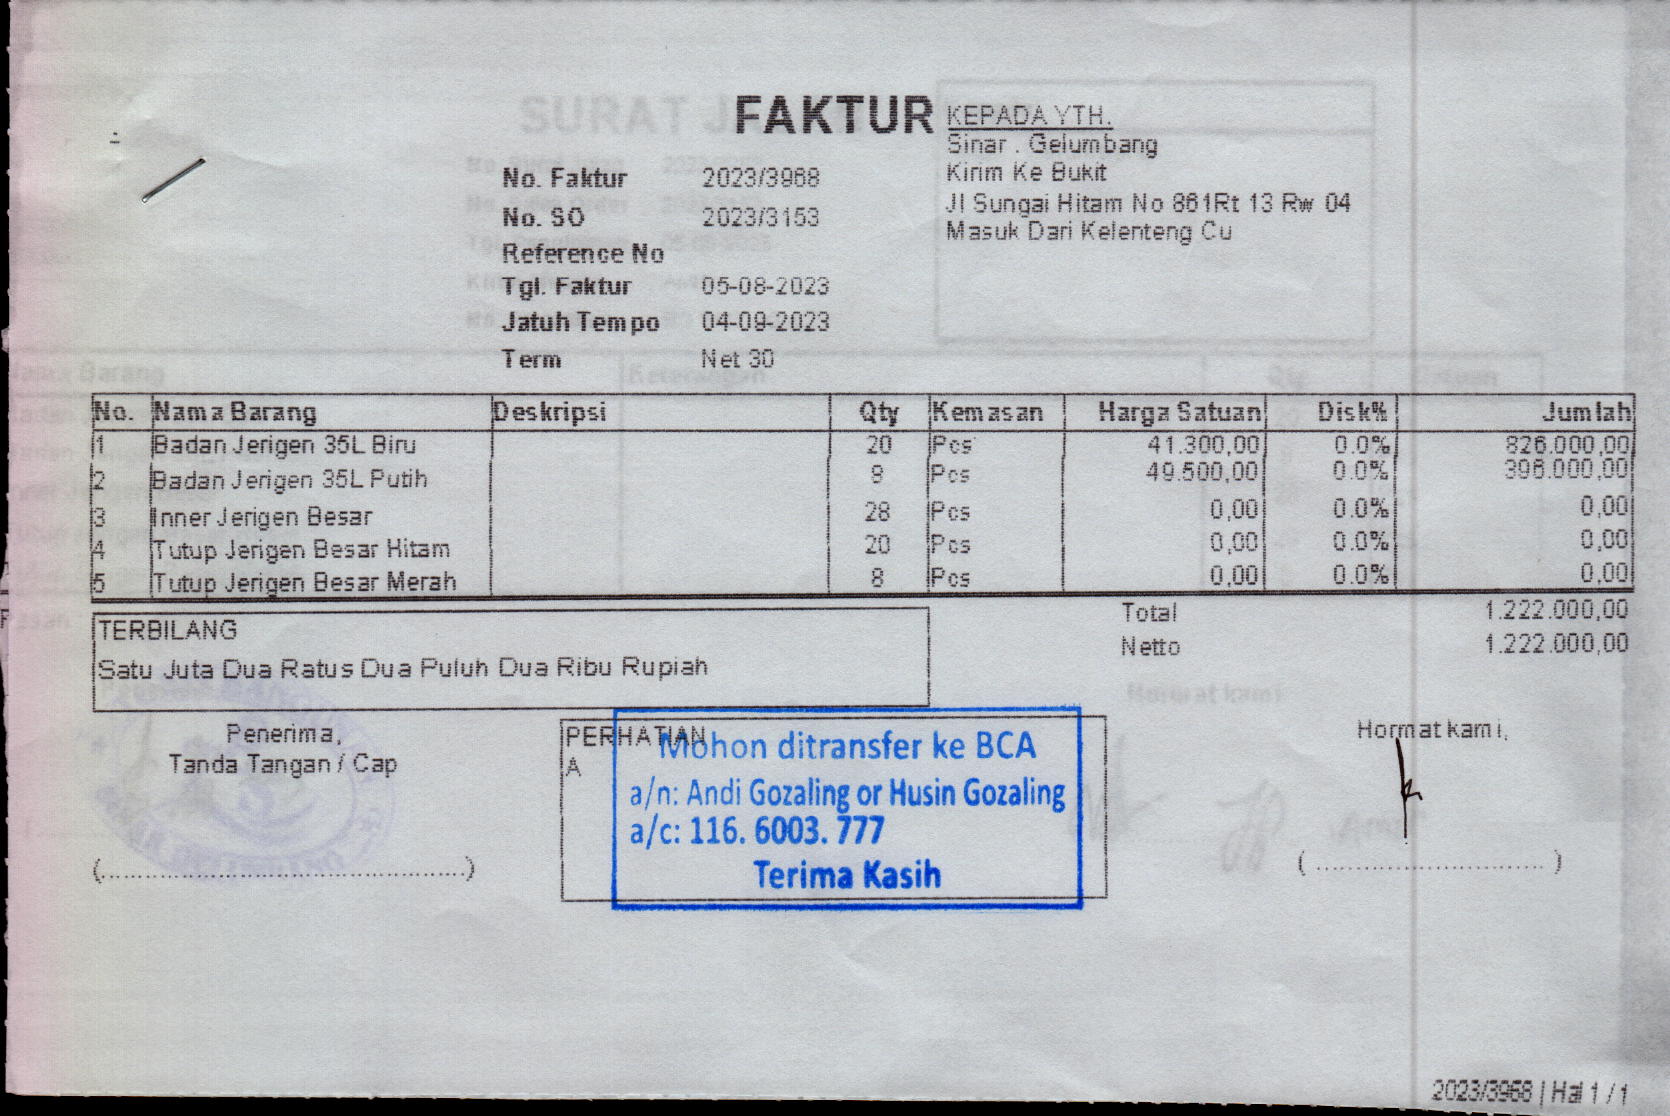 FAKTUR
KEPADA YTH.
Sinar . Gelumbang
Kirim Ke Bukit
Jl Sungai Hitam No 861Rt 13 Rw 04
Masuk Dari Kelenteng Cu
No. Faktur 2023/3968
No. SO 2023/3153
Reference No
Tgl. Faktur 05-08-2023
Jatuh Tempo 04-09-2023
Term Net 30
No. Nama Barang Deskripsi Qty Kemasan Harga Satuan Disk% Jumlah
1 Badan Jerigen 35L Biru 20 Pcs 41.300,00 0.0% 826.000,00
2 Badan Jerigen 35L Putih 8 Pcs 49.500,00 0.0% 396.000,00
3 Inner Jerigen Besar 28 Pcs 0,00 0.0% 0,00
4 Tutup Jerigen Besar Hitam 20 Pcs 0,00 0.0% 0,00
5 Tutup Jerigen Besar Merah 8 Pcs 0,00 0.0% 0,00
Total 1.222.000,00
Netto 1.222.000,00
TERBILANG
Satu Juta Dua Ratus Dua Puluh Dua Ribu Rupiah
Penerima,
Tanda Tangan / Cap
(....................................................)
PERHATIAN
A
Mohon ditransfer ke BCA
a/n: Andi Gozaling or Husin Gozaling
a/c: 116. 6003. 777
Terima Kasih
Hormat kami,
( ................................. )
2023/3968 | Hal 1 / 1